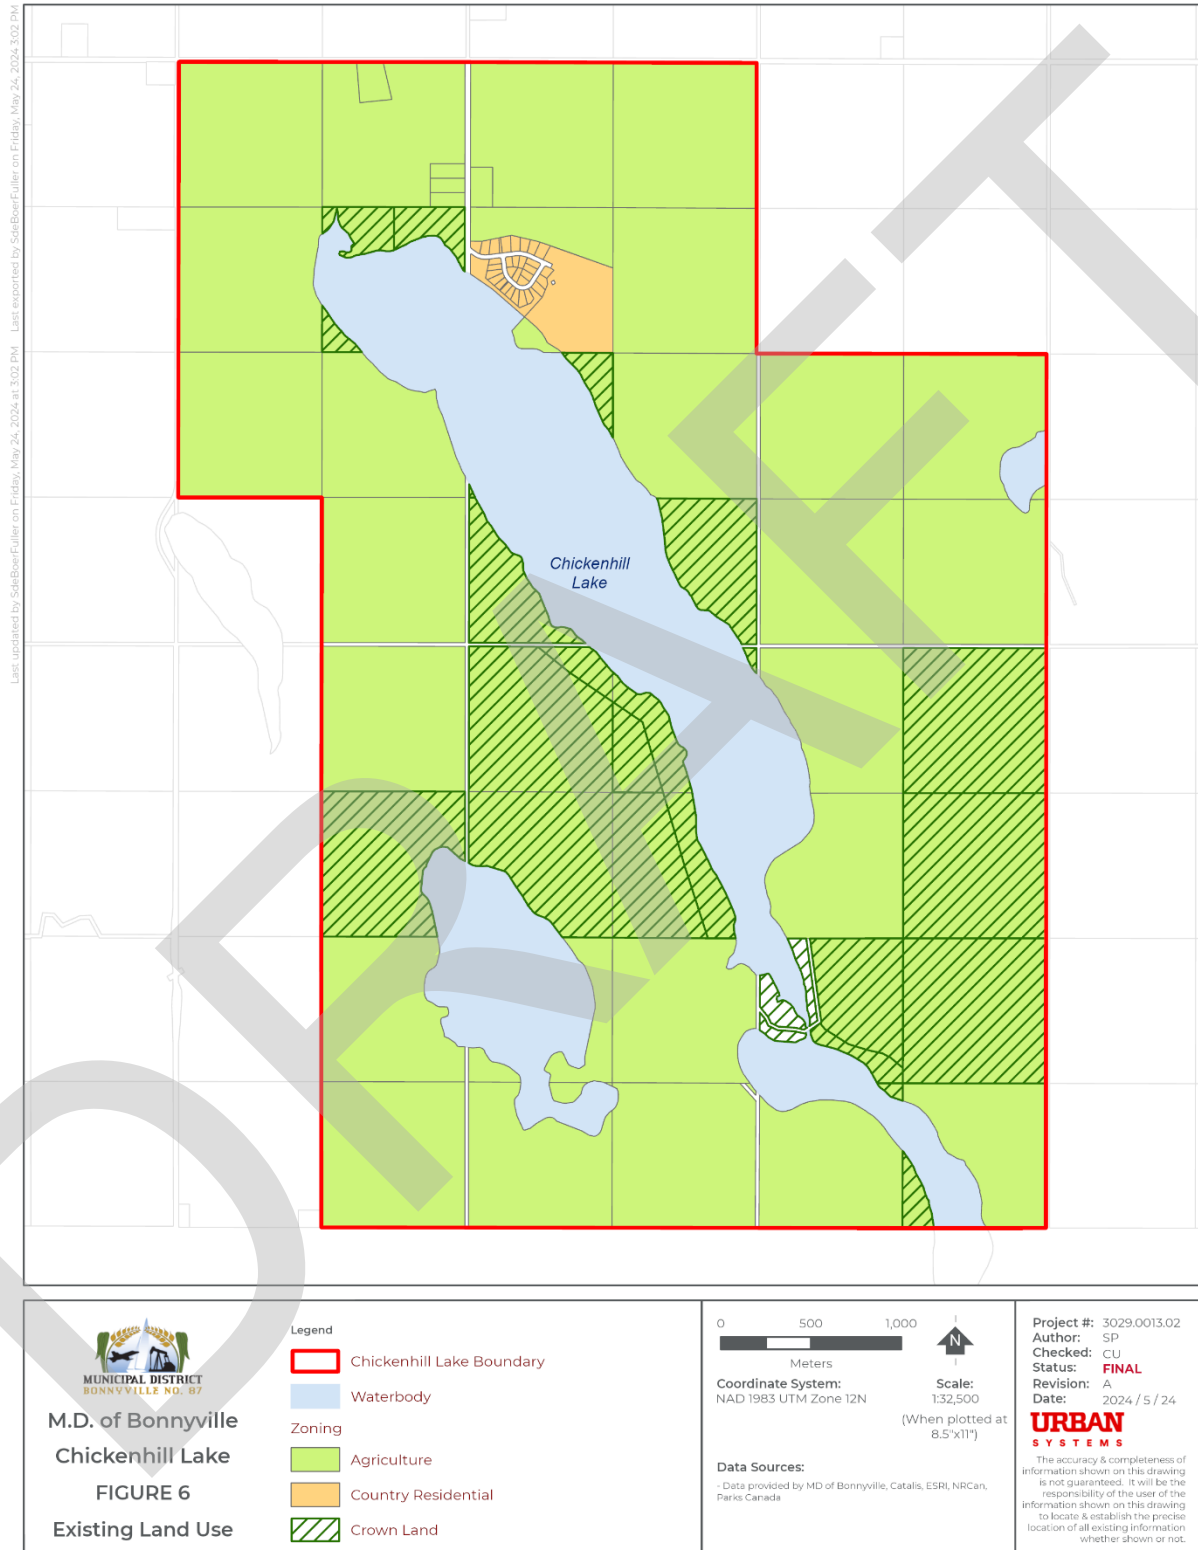 Last updated by SdeBoerFuller on Friday, May 24, 2024 at 3:02 PM Last exported by SdeBoerFuller on Friday, May 24, 2024 3:02 PM
DRAFT
Chickenhill
Lake
MUNICIPAL DISTRICT
BONNYVILLE NO. 87
M.D. of Bonnyville
Chickenhill Lake
FIGURE 6
Existing Land Use
Legend
Chickenhill Lake Boundary
Waterbody
Zoning
Agriculture
Country Residential
Crown Land
0 500 1,000
Meters
N
Coordinate System:
NAD 1983 UTM Zone 12N
Scale:
1:32,500
(When plotted at
8.5"x11")
Data Sources:
- Data provided by MD of Bonnyville, Catalis, ESRI, NRCan,
Parks Canada
Project #: 3029.0013.02
Author: SP
Checked: CU
Status: FINAL
Revision: A
Date: 2024 / 5 / 24
URBAN
SYSTEMS
The accuracy & completeness of
information shown on this drawing
is not guaranteed. It will be the
responsibility of the user of the
information shown on this drawing
to locate & establish the precise
location of all existing information
whether shown or not.